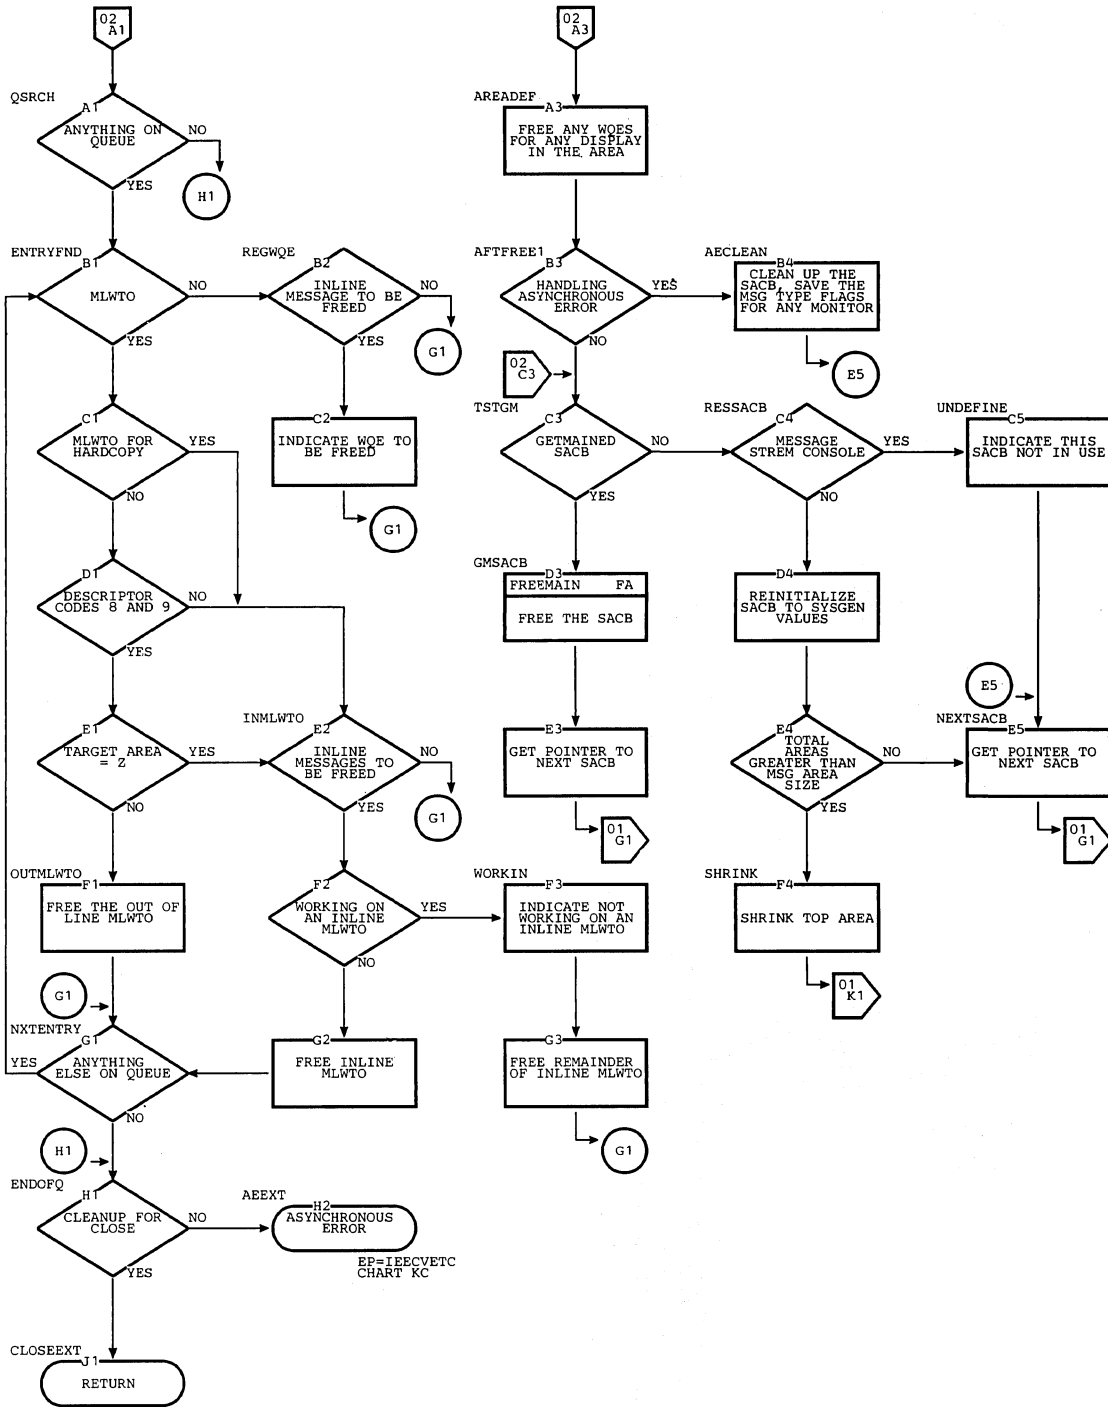 02
A1
QSRCH
A1
ANYTHING ON
QUEUE
NO
YES
H1
ENTRYFND
B1
MLWTO
NO
YES
REGWQE
B2
INLINE
MESSAGE TO BE
FREED
NO
YES
G1
C1
MLWTO FOR
HARDCOPY
YES
NO
C2
INDICATE WQE TO
BE FREED
G1
D1
DESCRIPTOR
CODES 8 AND 9
NO
YES
E1
TARGET AREA
= Z
YES
NO
INMLWTO
E2
INLINE
MESSAGES TO
BE FREED
NO
YES
G1
OUTMLWTO
F1
FREE THE OUT OF
LINE MLWTO
F2
WORKING ON
AN INLINE
MLWTO
YES
NO
G1
NXTENTRY
G1
YES
ANYTHING
ELSE ON QUEUE
NO
G2
FREE INLINE
MLWTO
H1
ENDOFQ
H1
CLEANUP FOR
CLOSE
NO
YES
AEEXT
H2
ASYNCHRONOUS
ERROR
EP=IEECVETC
CHART KC
CLOSEEXT
J1
RETURN
02
A3
AREADEF
A3
FREE ANY WQES
FOR ANY DISPLAY
IN THE AREA
AFTFREE1
B3
HANDLING
ASYNCHRONOUS
ERROR
YES
NO
AECLEAN
B4
CLEAN UP THE
SACB, SAVE THE
MSG TYPE FLAGS
FOR ANY MONITOR
E5
02
C3
TSTGM
C3
GETMAINED
SACB
NO
YES
RESSACB
C4
MESSAGE
STREM CONSOLE
YES
NO
UNDEFINE
C5
INDICATE THIS
SACB NOT IN USE
GMSACB
D3
FREEMAIN FA
FREE THE SACB
D4
REINITIALIZE
SACB TO SYSGEN
VALUES
E5
E3
GET POINTER TO
NEXT SACB
01
G1
E4
TOTAL
AREAS
GREATER THAN
MSG AREA
SIZE
NO
YES
NEXTSACB
E5
GET POINTER TO
NEXT SACB
01
G1
WORKIN
F3
INDICATE NOT
WORKING ON AN
INLINE MLWTO
SHRINK
F4
SHRINK TOP AREA
01
K1
G3
FREE REMAINDER
OF INLINE MLWTO
G1